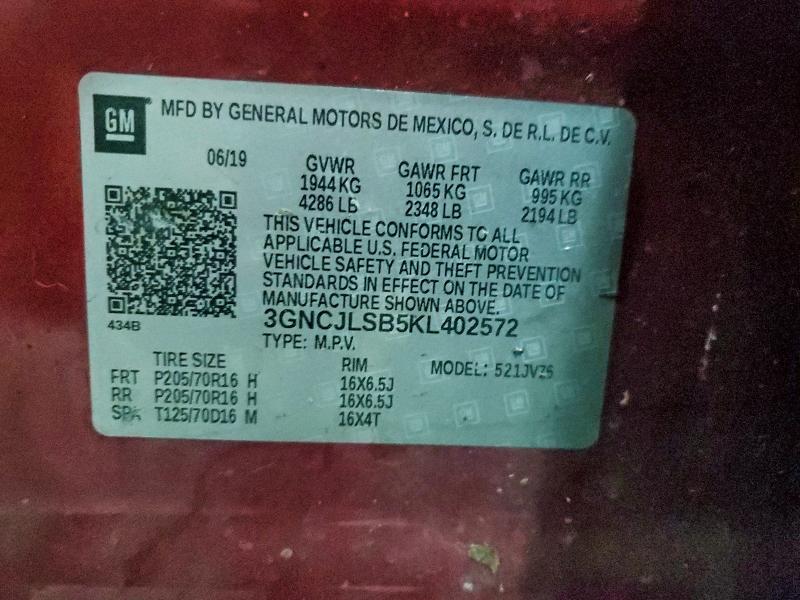 GM MFD BY GENERAL MOTORS DE MEXICO, S. DE R.L. DE C.V.
06/19 GVWR GAWR FRT GAWR RR
1944 KG 1065 KG 995 KG
4286 LB 2348 LB 2194 LB
THIS VEHICLE CONFORMS TO ALL
APPLICABLE U.S. FEDERAL MOTOR
VEHICLE SAFETY AND THEFT PREVENTION
STANDARDS IN EFFECT ON THE DATE OF
MANUFACTURE SHOWN ABOVE.
3GNCJLSB5KL402572
434B
TYPE: M.P.V.
TIRE SIZE RIM MODEL:
FRT P205/70R16 H 16X6.5J
RR P205/70R16 H 16X6.5J
T125/70D16 M 16X4T